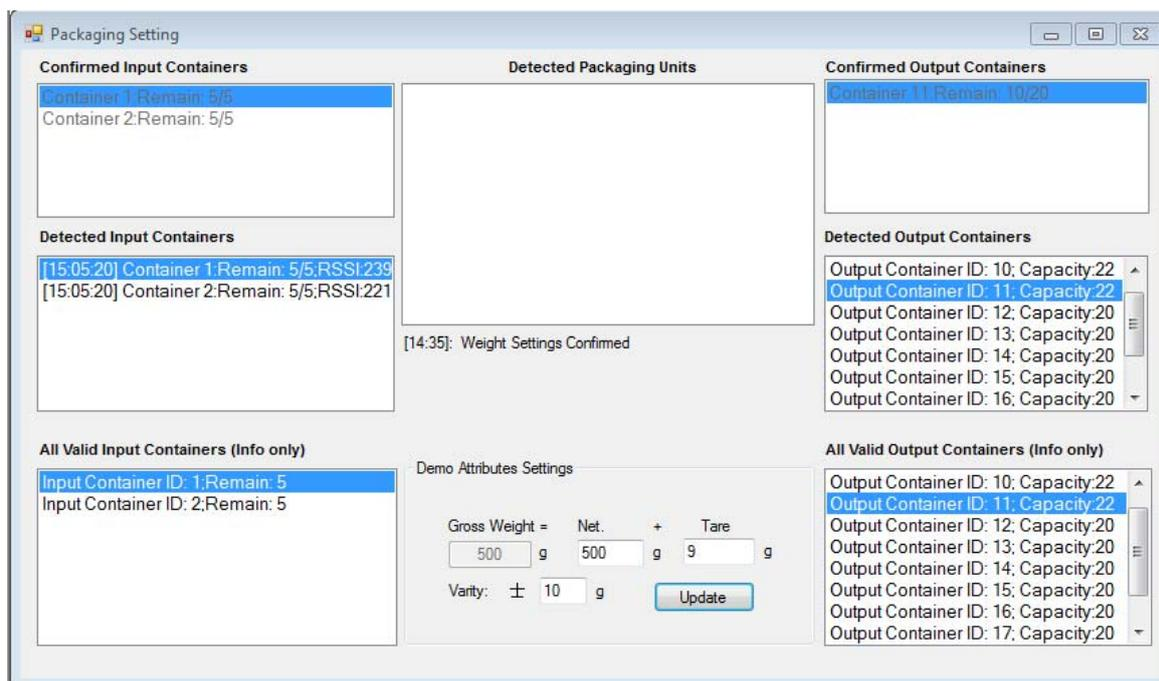 Packaging Setting
Confirmed Input Containers
Container 1:Remain: 5/5
Container 2:Remain: 5/5
Detected Input Containers
[15:05:20] Container 1:Remain: 5/5;RSSI:239
[15:05:20] Container 2:Remain: 5/5;RSSI:221
All Valid Input Containers (Info only)
Input Container ID: 1;Remain: 5
Input Container ID: 2;Remain: 5
Detected Packaging Units
[14:35]: Weight Settings Confirmed
Demo Attributes Settings
Gross Weight = Net. + Tare
500 g 500 g 9 g
Varity: ± 10 g Update
Confirmed Output Containers
Container 11:Remain: 10/20
Detected Output Containers
Output Container ID: 10; Capacity:22
Output Container ID: 11; Capacity:22
Output Container ID: 12; Capacity:20
Output Container ID: 13; Capacity:20
Output Container ID: 14; Capacity:20
Output Container ID: 15; Capacity:20
Output Container ID: 16; Capacity:20
All Valid Output Containers (Info only)
Output Container ID: 10; Capacity:22
Output Container ID: 11; Capacity:22
Output Container ID: 12; Capacity:20
Output Container ID: 13; Capacity:20
Output Container ID: 14; Capacity:20
Output Container ID: 15; Capacity:20
Output Container ID: 16; Capacity:20
Output Container ID: 17; Capacity:20